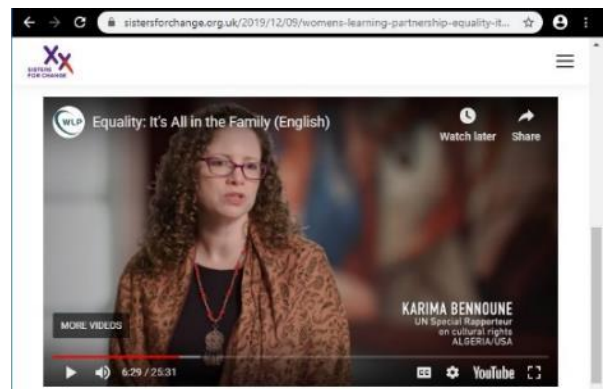 sistersforchange.org.uk/2019/12/09/womens-learning-partnership-equality-it...
XX
SISTERS
FOR CHANGE
WLP
Equality: It's All in the Family (English)
Watch later
Share
KARIMA BENNOUNE
UN Special Rapporteur
on cultural rights
ALGERIA/USA
MORE VIDEOS
6:29 / 25:31
CC
YouTube